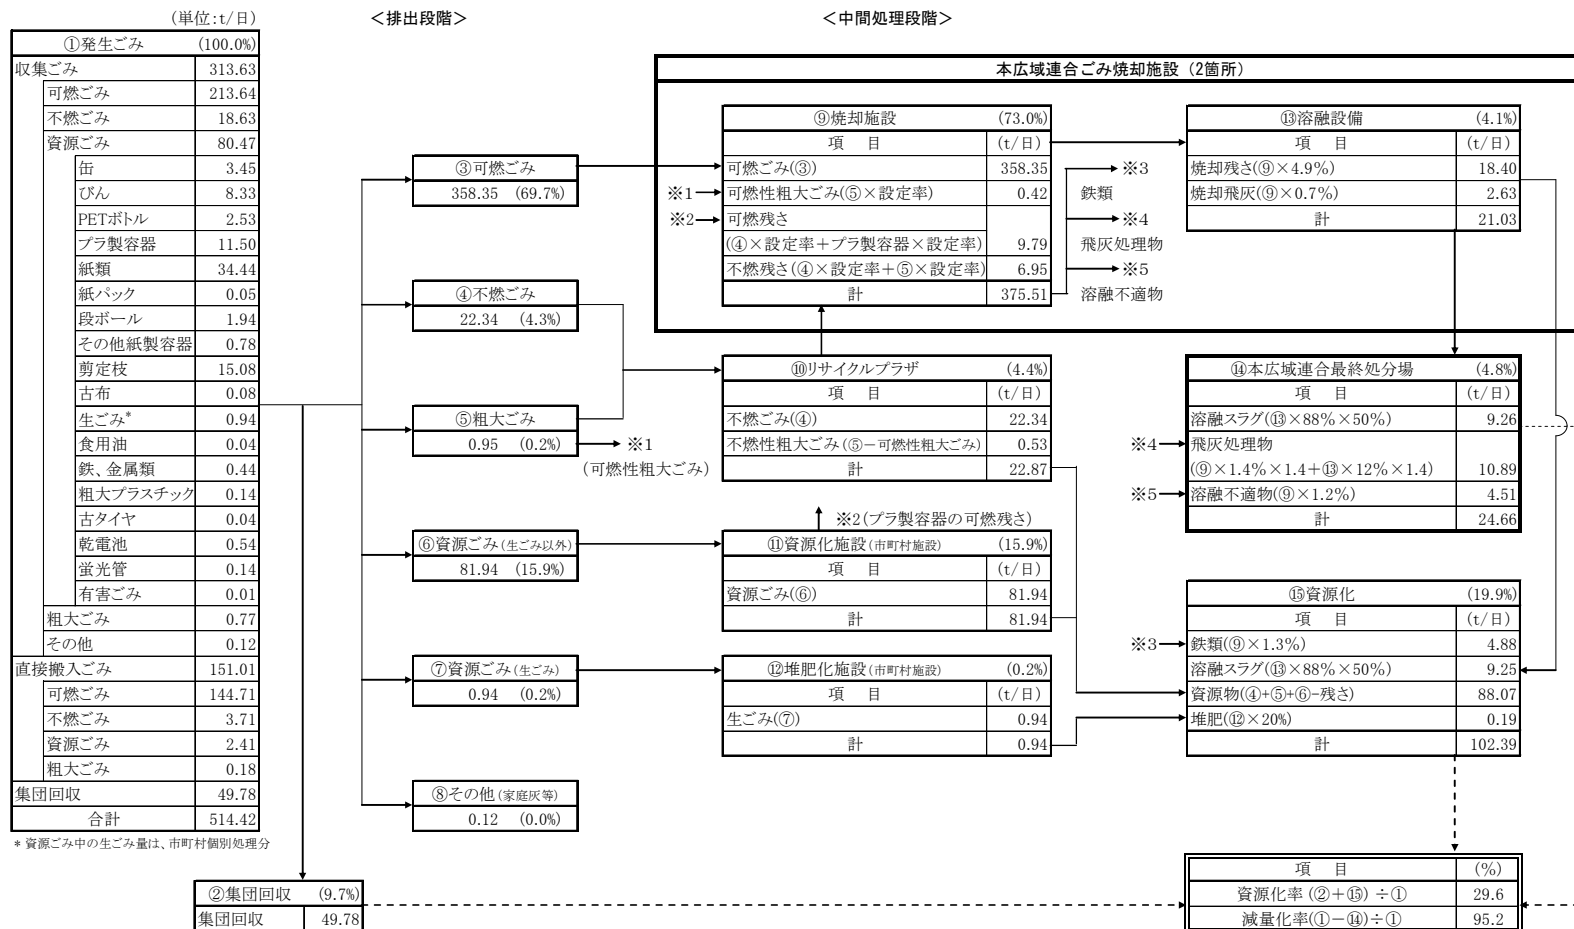 (単位:t/日)
＜排出段階＞
＜中間処理段階＞
①発生ごみ (100.0%)
収集ごみ 313.63
可燃ごみ 213.64
不燃ごみ 18.63
資源ごみ 80.47
缶 3.45
びん 8.33
PETボトル 2.53
プラ製容器 11.50
紙類 34.44
紙パック 0.05
段ボール 1.94
その他紙製容器 0.78
剪定枝 15.08
古布 0.08
生ごみ* 0.94
食用油 0.04
鉄、金属類 0.44
粗大プラスチック 0.14
古タイヤ 0.04
乾電池 0.54
蛍光管 0.14
有害ごみ 0.01
粗大ごみ 0.77
その他 0.12
直接搬入ごみ 151.01
可燃ごみ 144.71
不燃ごみ 3.71
資源ごみ 2.41
粗大ごみ 0.18
集団回収 49.78
合計 514.42
* 資源ごみ中の生ごみ量は、市町村個別処理分
②集団回収 (9.7%)
集団回収 49.78
③可燃ごみ
358.35 (69.7%)
④不燃ごみ
22.34 (4.3%)
⑤粗大ごみ
0.95 (0.2%)
※1
(可燃性粗大ごみ)
⑥資源ごみ(生ごみ以外)
81.94 (15.9%)
⑦資源ごみ(生ごみ)
0.94 (0.2%)
⑧その他(家庭灰等)
0.12 (0.0%)
本広域連合ごみ焼却施設（2箇所）
⑨焼却施設 (73.0%)
項 目 (t/日)
可燃ごみ(③) 358.35
※1 可燃性粗大ごみ(⑤×設定率) 0.42
※2 可燃残さ
(④×設定率＋プラ製容器×設定率) 9.79
不燃残さ(④×設定率＋⑤×設定率) 6.95
計 375.51
※3
鉄類
※4
飛灰処理物
※5
溶融不適物
⑩リサイクルプラザ (4.4%)
項 目 (t/日)
不燃ごみ(④) 22.34
不燃性粗大ごみ(⑤－可燃性粗大ごみ) 0.53
計 22.87
※2(プラ製容器の可燃残さ)
⑪資源化施設(市町村施設) (15.9%)
項 目 (t/日)
資源ごみ(⑥) 81.94
計 81.94
⑫堆肥化施設(市町村施設) (0.2%)
項 目 (t/日)
生ごみ(⑦) 0.94
計 0.94
⑬溶融設備 (4.1%)
項 目 (t/日)
焼却残さ(⑨×4.9%) 18.40
焼却飛灰(⑨×0.7%) 2.63
計 21.03
⑭本広域連合最終処分場 (4.8%)
項 目 (t/日)
溶融スラグ(⑬×88%×50%) 9.26
※4 飛灰処理物
(⑨×1.4%×1.4＋⑬×12%×1.4) 10.89
※5 溶融不適物(⑨×1.2%) 4.51
計 24.66
⑮資源化 (19.9%)
項 目 (t/日)
※3 鉄類(⑨×1.3%) 4.88
溶融スラグ(⑬×88%×50%) 9.25
資源物(④+⑤+⑥-残さ) 88.07
堆肥(⑫×20%) 0.19
計 102.39
項 目 (%)
資源化率 (②＋⑮) ÷① 29.6
減量化率(①－⑭)÷① 95.2